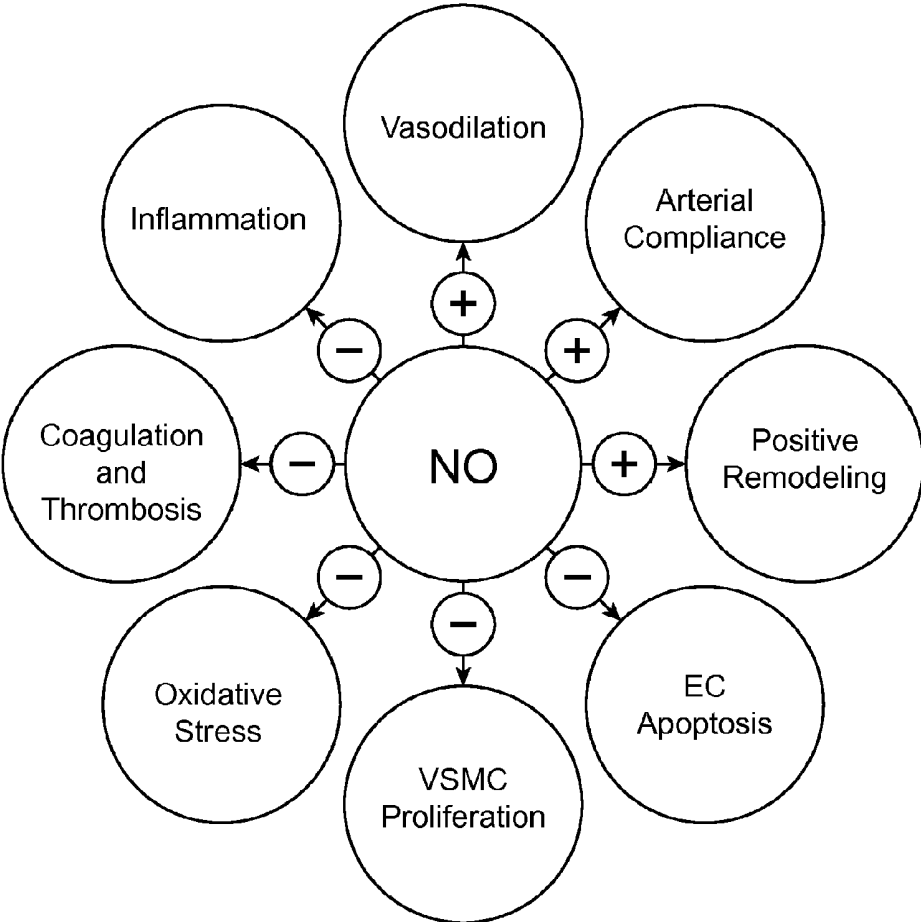 Vasodilation
+
Arterial
Compliance
+
Positive
Remodeling
+
EC
Apoptosis
−
VSMC
Proliferation
−
Oxidative
Stress
−
Coagulation
and
Thrombosis
−
Inflammation
−
NO